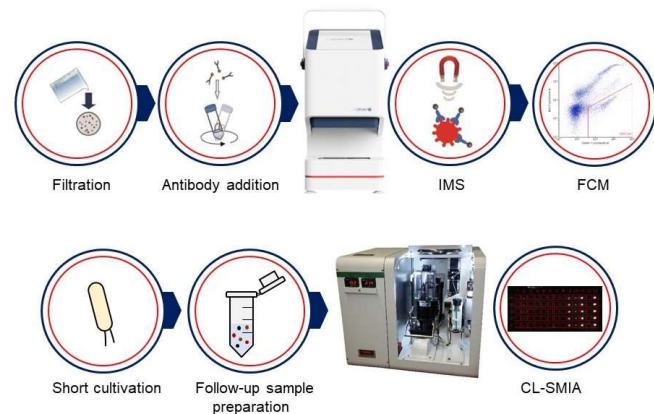 Filtration
Antibody addition
IMS
FCM
Short cultivation
Follow-up sample
preparation
CL-SMIA